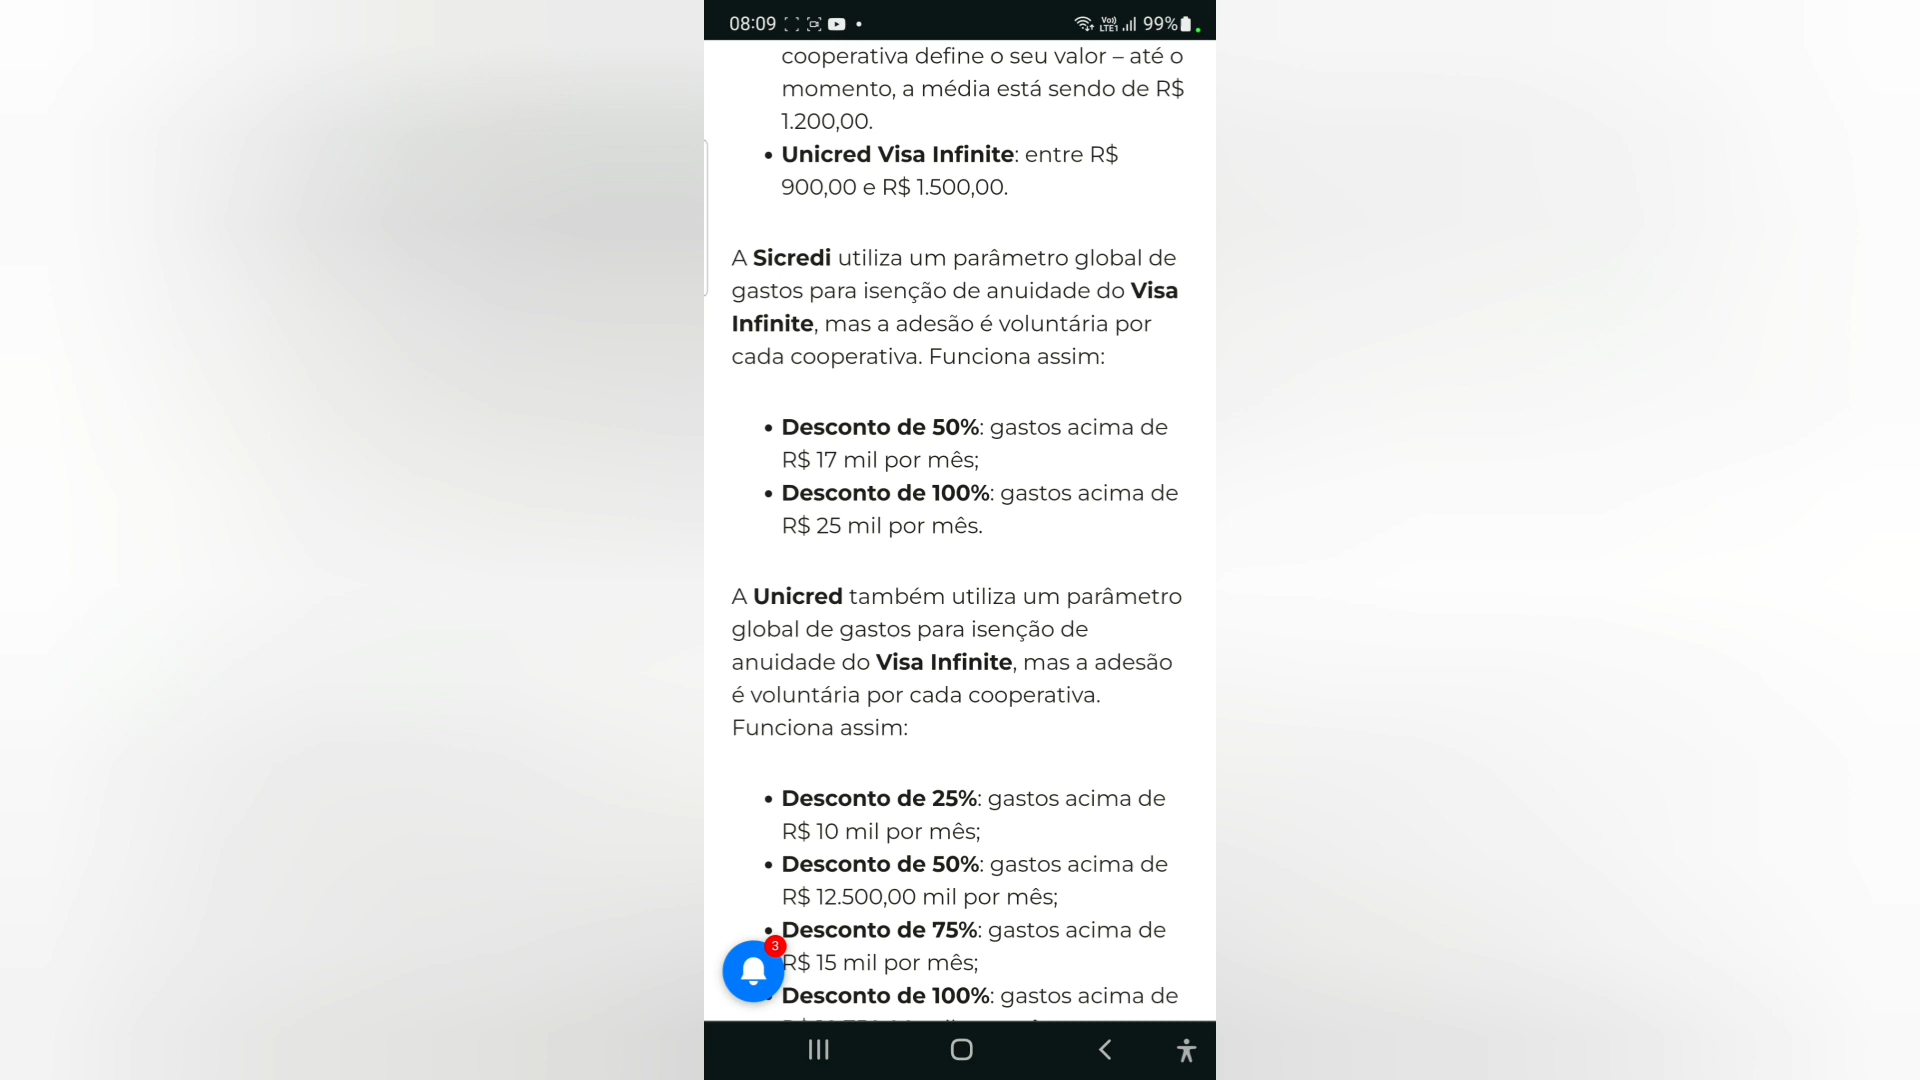 08:09
VoD
LTE1
99%
cooperativa define o seu valor – até o
momento, a média está sendo de R$
1.200,00.
• Unicred Visa Infinite: entre R$
900,00 e R$ 1.500,00.
A Sicredi utiliza um parâmetro global de
gastos para isenção de anuidade do Visa
Infinite, mas a adesão é voluntária por
cada cooperativa. Funciona assim:
• Desconto de 50%: gastos acima de
R$ 17 mil por mês;
• Desconto de 100%: gastos acima de
R$ 25 mil por mês.
A Unicred também utiliza um parâmetro
global de gastos para isenção de
anuidade do Visa Infinite, mas a adesão
é voluntária por cada cooperativa.
Funciona assim:
• Desconto de 25%: gastos acima de
R$ 10 mil por mês;
• Desconto de 50%: gastos acima de
R$ 12.500,00 mil por mês;
• Desconto de 75%: gastos acima de
3
R$ 15 mil por mês;
• Desconto de 100%: gastos acima de